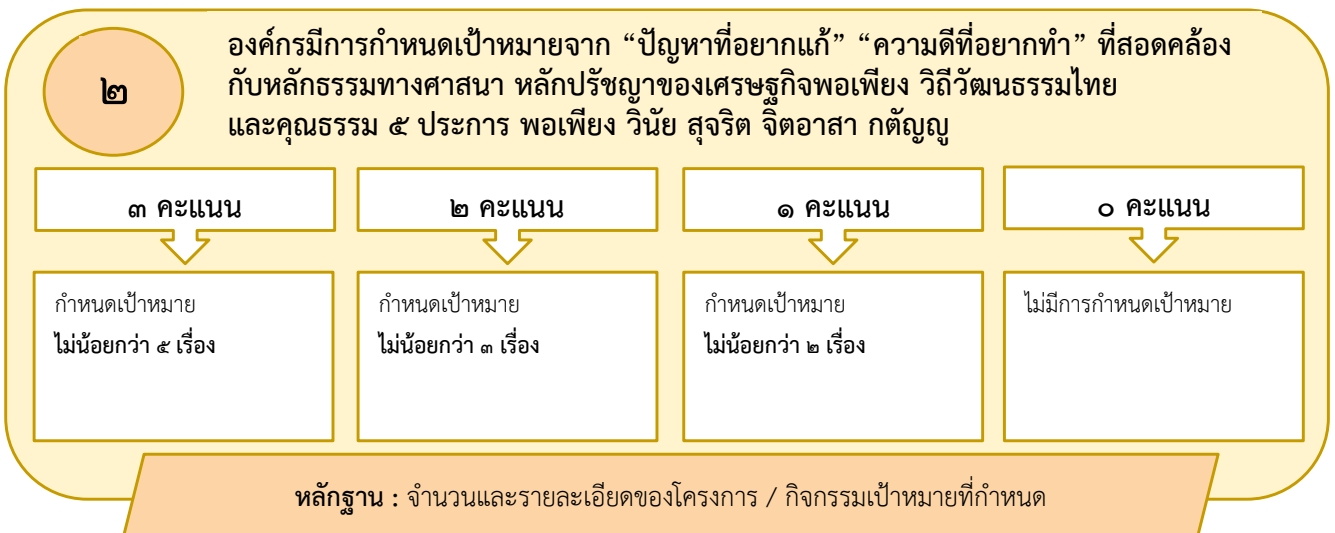 ๒
องค์กรมีการกำหนดเป้าหมายจาก “ปัญหาที่อยากแก้” “ความดีที่อยากทำ” ที่สอดคล้อง
กับหลักธรรมทางศาสนา หลักปรัชญาของเศรษฐกิจพอเพียง วิถีวัฒนธรรมไทย
และคุณธรรม ๕ ประการ พอเพียง วินัย สุจริต จิตอาสา กตัญญู
๓ คะแนน
กำหนดเป้าหมาย
ไม่น้อยกว่า ๕ เรื่อง
๒ คะแนน
กำหนดเป้าหมาย
ไม่น้อยกว่า ๓ เรื่อง
๑ คะแนน
กำหนดเป้าหมาย
ไม่น้อยกว่า ๒ เรื่อง
๐ คะแนน
ไม่มีการกำหนดเป้าหมาย
หลักฐาน : จำนวนและรายละเอียดของโครงการ / กิจกรรมเป้าหมายที่กำหนด